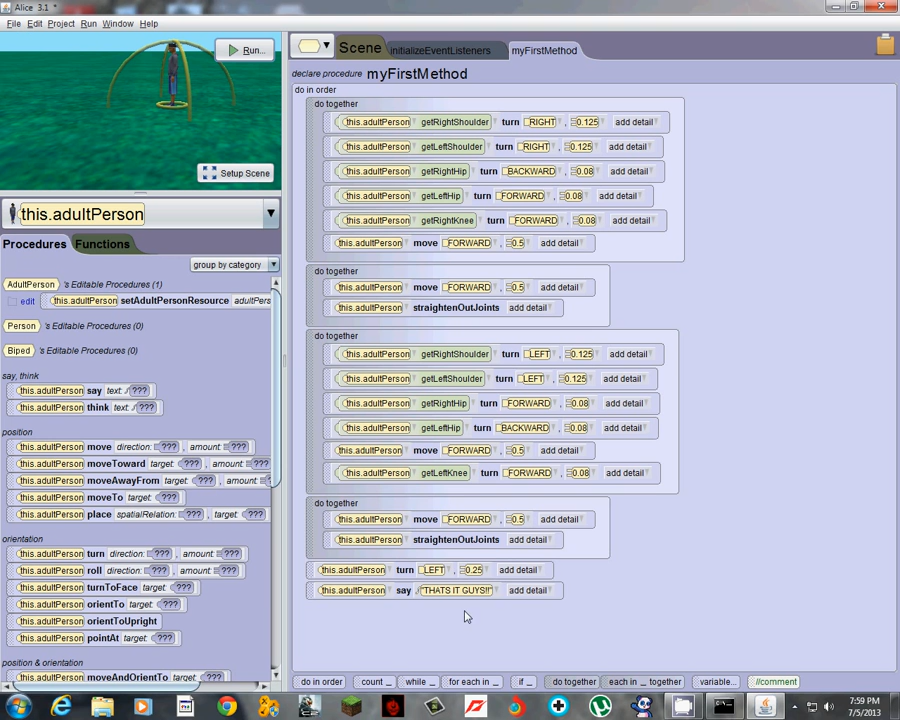 Alice 3.1 *
File Edit Project Run Window Help
Run...
Setup Scene
this.adultPerson
Procedures Functions
group by category
AdultPerson 's Editable Procedures (1)
edit this.adultPerson setAdultPersonResource adultPers
Person 's Editable Procedures (0)
Biped 's Editable Procedures (0)
say, think
this.adultPerson say text: ???
this.adultPerson think text: ???
position
this.adultPerson move direction: ??? , amount: ???
this.adultPerson moveToward target: ??? , amount: ???
this.adultPerson moveAwayFrom target: ??? , amount: ?
this.adultPerson moveTo target: ???
this.adultPerson place spatialRelation: ??? , target: ???
orientation
this.adultPerson turn direction: ??? , amount: ???
this.adultPerson roll direction: ??? , amount: ???
this.adultPerson turnToFace target: ???
this.adultPerson orientTo target: ???
this.adultPerson orientToUpright
this.adultPerson pointAt target: ???
position & orientation
this.adultPerson moveAndOrientTo target: ???
Scene initializeEventListeners myFirstMethod
declare procedure myFirstMethod
do in order
do together
this.adultPerson getRightShoulder turn RIGHT , 0.125 add detail
this.adultPerson getLeftShoulder turn RIGHT , 0.125 add detail
this.adultPerson getRightHip turn BACKWARD , 0.08 add detail
this.adultPerson getLeftHip turn FORWARD , 0.08 add detail
this.adultPerson getRightKnee turn FORWARD , 0.08 add detail
this.adultPerson move FORWARD , 0.5 add detail
do together
this.adultPerson move FORWARD , 0.5 add detail
this.adultPerson straightenOutJoints add detail
do together
this.adultPerson getRightShoulder turn LEFT , 0.125 add detail
this.adultPerson getLeftShoulder turn LEFT , 0.125 add detail
this.adultPerson getRightHip turn FORWARD , 0.08 add detail
this.adultPerson getLeftHip turn BACKWARD , 0.08 add detail
this.adultPerson move FORWARD , 0.5 add detail
this.adultPerson getLeftKnee turn FORWARD , 0.08 add detail
do together
this.adultPerson move FORWARD , 0.5 add detail
this.adultPerson straightenOutJoints add detail
this.adultPerson turn LEFT , 0.25 add detail
this.adultPerson say "THATS IT GUYS!!" add detail
do in order count _ while _ for each in _ if _ do together each in _ together variable... //comment
7:59 PM
7/5/2013